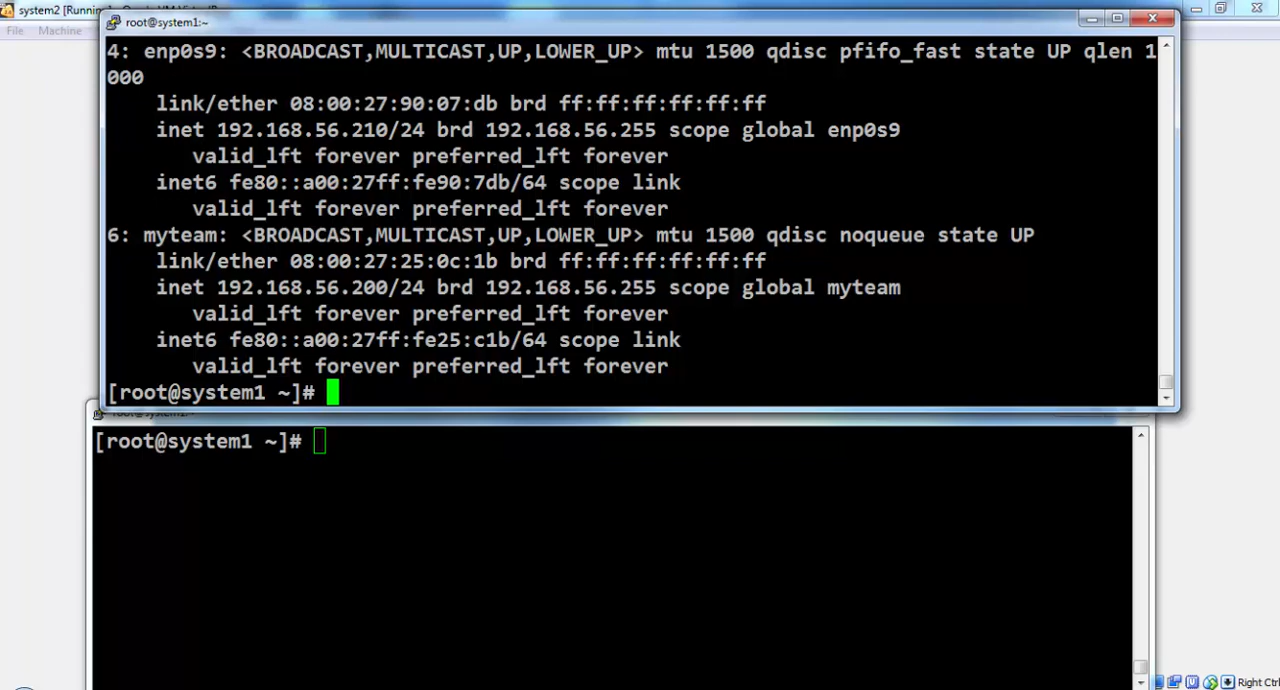 system2 [Runnin
File Machine
root@system1:~
4: enp0s9: <BROADCAST,MULTICAST,UP,LOWER_UP> mtu 1500 qdisc pfifo_fast state UP qlen 1
000
link/ether 08:00:27:90:07:db brd ff:ff:ff:ff:ff:ff
inet 192.168.56.210/24 brd 192.168.56.255 scope global enp0s9
valid_lft forever preferred_lft forever
inet6 fe80::a00:27ff:fe90:7db/64 scope link
valid_lft forever preferred_lft forever
6: myteam: <BROADCAST,MULTICAST,UP,LOWER_UP> mtu 1500 qdisc noqueue state UP
link/ether 08:00:27:25:0c:1b brd ff:ff:ff:ff:ff:ff
inet 192.168.56.200/24 brd 192.168.56.255 scope global myteam
valid_lft forever preferred_lft forever
inet6 fe80::a00:27ff:fe25:c1b/64 scope link
valid_lft forever preferred_lft forever
[root@system1 ~]#
[root@system1 ~]#
Right Ctrl